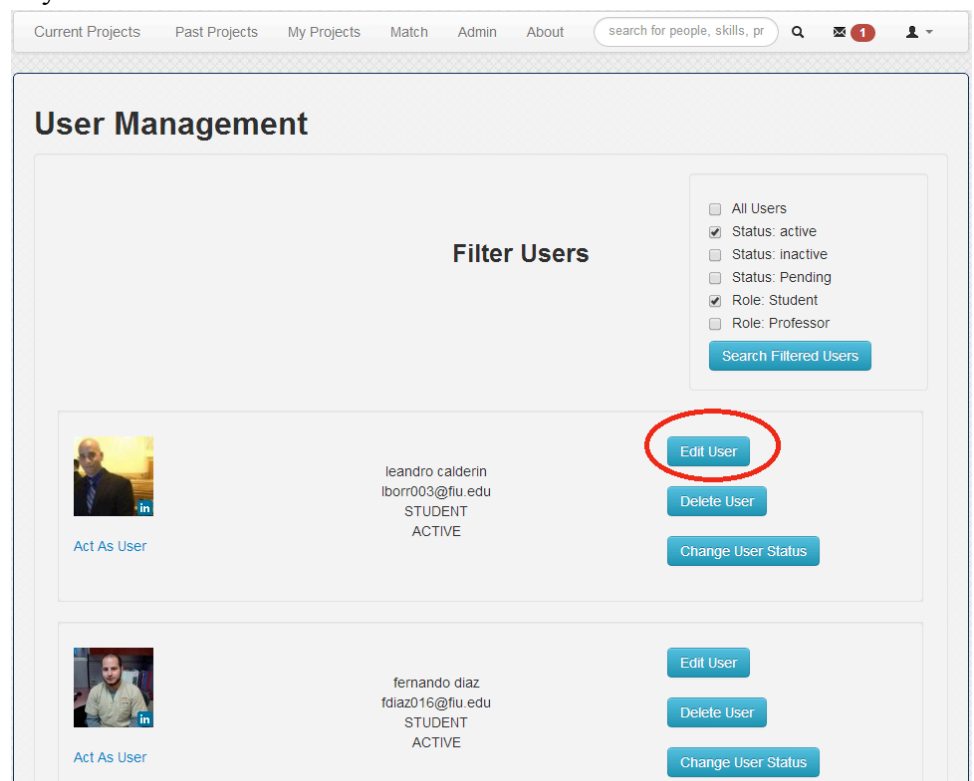 Current Projects Past Projects My Projects Match Admin About search for people, skills, pr 1
User Management
All Users
Status: active
Status: inactive
Status: Pending
Role: Student
Role: Professor
Filter Users
Search Filtered Users
in
Act As User
leandro calderin
lborr003@fiu.edu
STUDENT
ACTIVE
Edit User
Delete User
Change User Status
in
Act As User
fernando diaz
fdiaz016@fiu.edu
STUDENT
ACTIVE
Edit User
Delete User
Change User Status